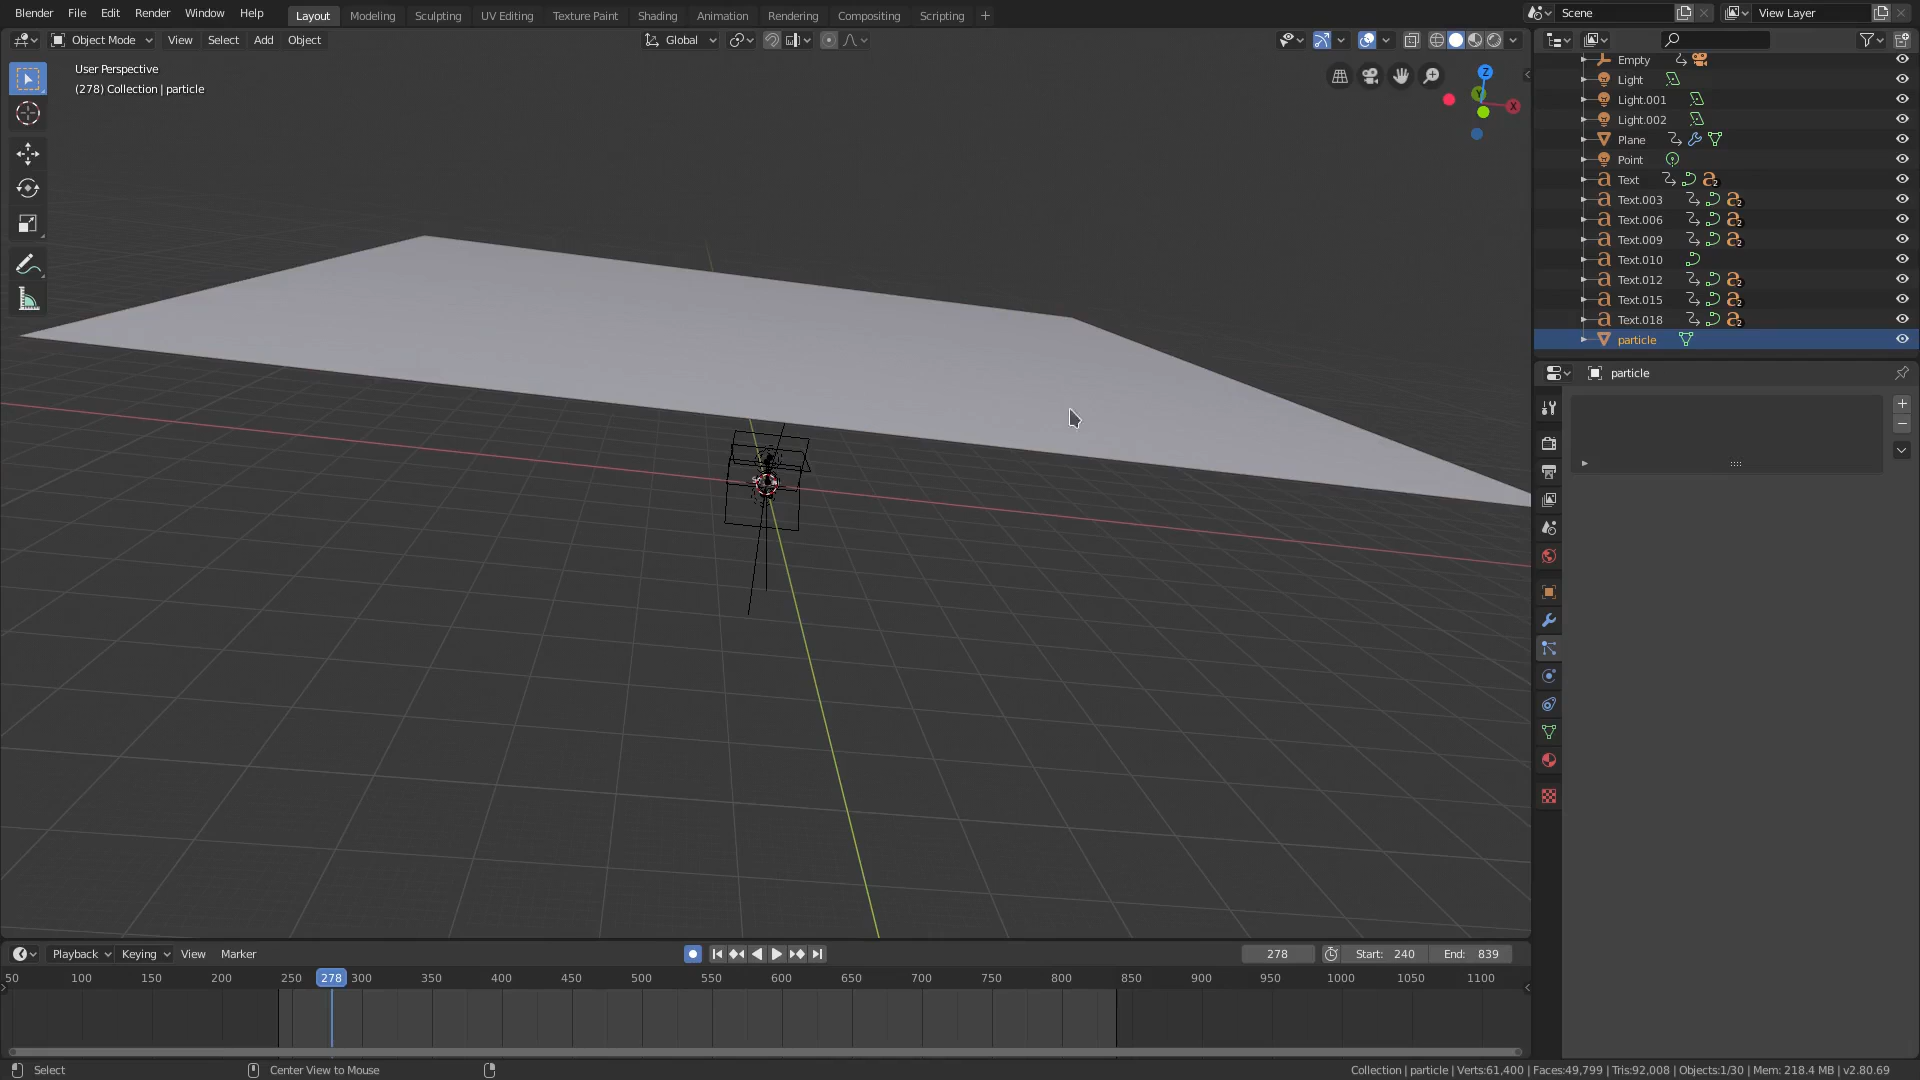 Blender File Edit Render Window Help Layout Modeling Sculpting UV Editing Texture Paint Shading Animation Rendering Compositing Scripting Scene View Layer
Object Mode View Select Add Object Global
User Perspective
(278) Collection | particle
Z
Y
X
Empty
Light
Light.001
Light.002
Plane
Point
Text
Text.003
Text.006
Text.009
Text.010
Text.012
Text.015
Text.018
particle
particle
Playback Keying View Marker 278 Start: 240 End: 839
50 100 150 200 250 278 300 350 400 450 500 550 600 650 700 750 800 850 900 950 1000 1050 1100
Select Center View to Mouse Collection | particle | Verts:61,400 | Faces:49,799 | Tris:92,008 | Objects:1/30 | Mem: 218.4 MB | v2.80.69